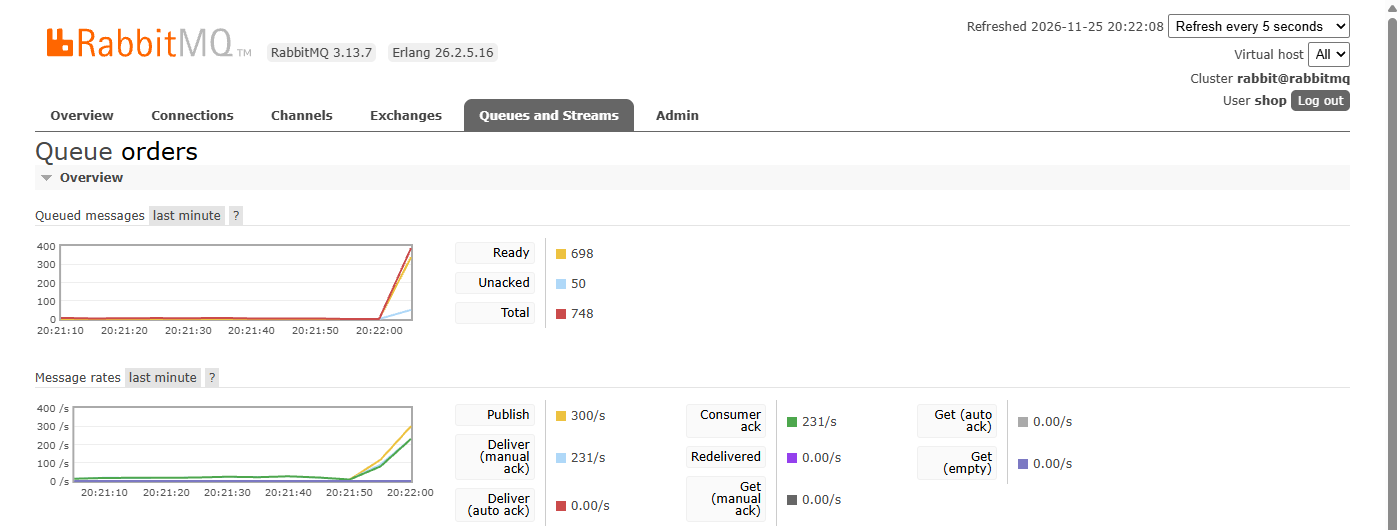 Refreshed 2026-11-25 20:22:08 Refresh every 5 seconds
RabbitMQ TM RabbitMQ 3.13.7 Erlang 26.2.5.16
Virtual host All
Cluster rabbit@rabbitmq
User shop Log out
Overview Connections Channels Exchanges Queues and Streams Admin
Queue orders
Overview
Queued messages last minute ?
400
300
200
100
0
20:21:10 20:21:20 20:21:30 20:21:40 20:21:50 20:22:00
Ready 698
Unacked 50
Total 748
Message rates last minute ?
400 /s
300 /s
200 /s
100 /s
0 /s
20:21:10 20:21:20 20:21:30 20:21:40 20:21:50 20:22:00
Publish 300/s
Deliver
(manual
ack)
231/s
Deliver
(auto ack)
0.00/s
Consumer
ack
231/s
Redelivered 0.00/s
Get
(manual
ack)
0.00/s
Get (auto
ack)
0.00/s
Get
(empty)
0.00/s